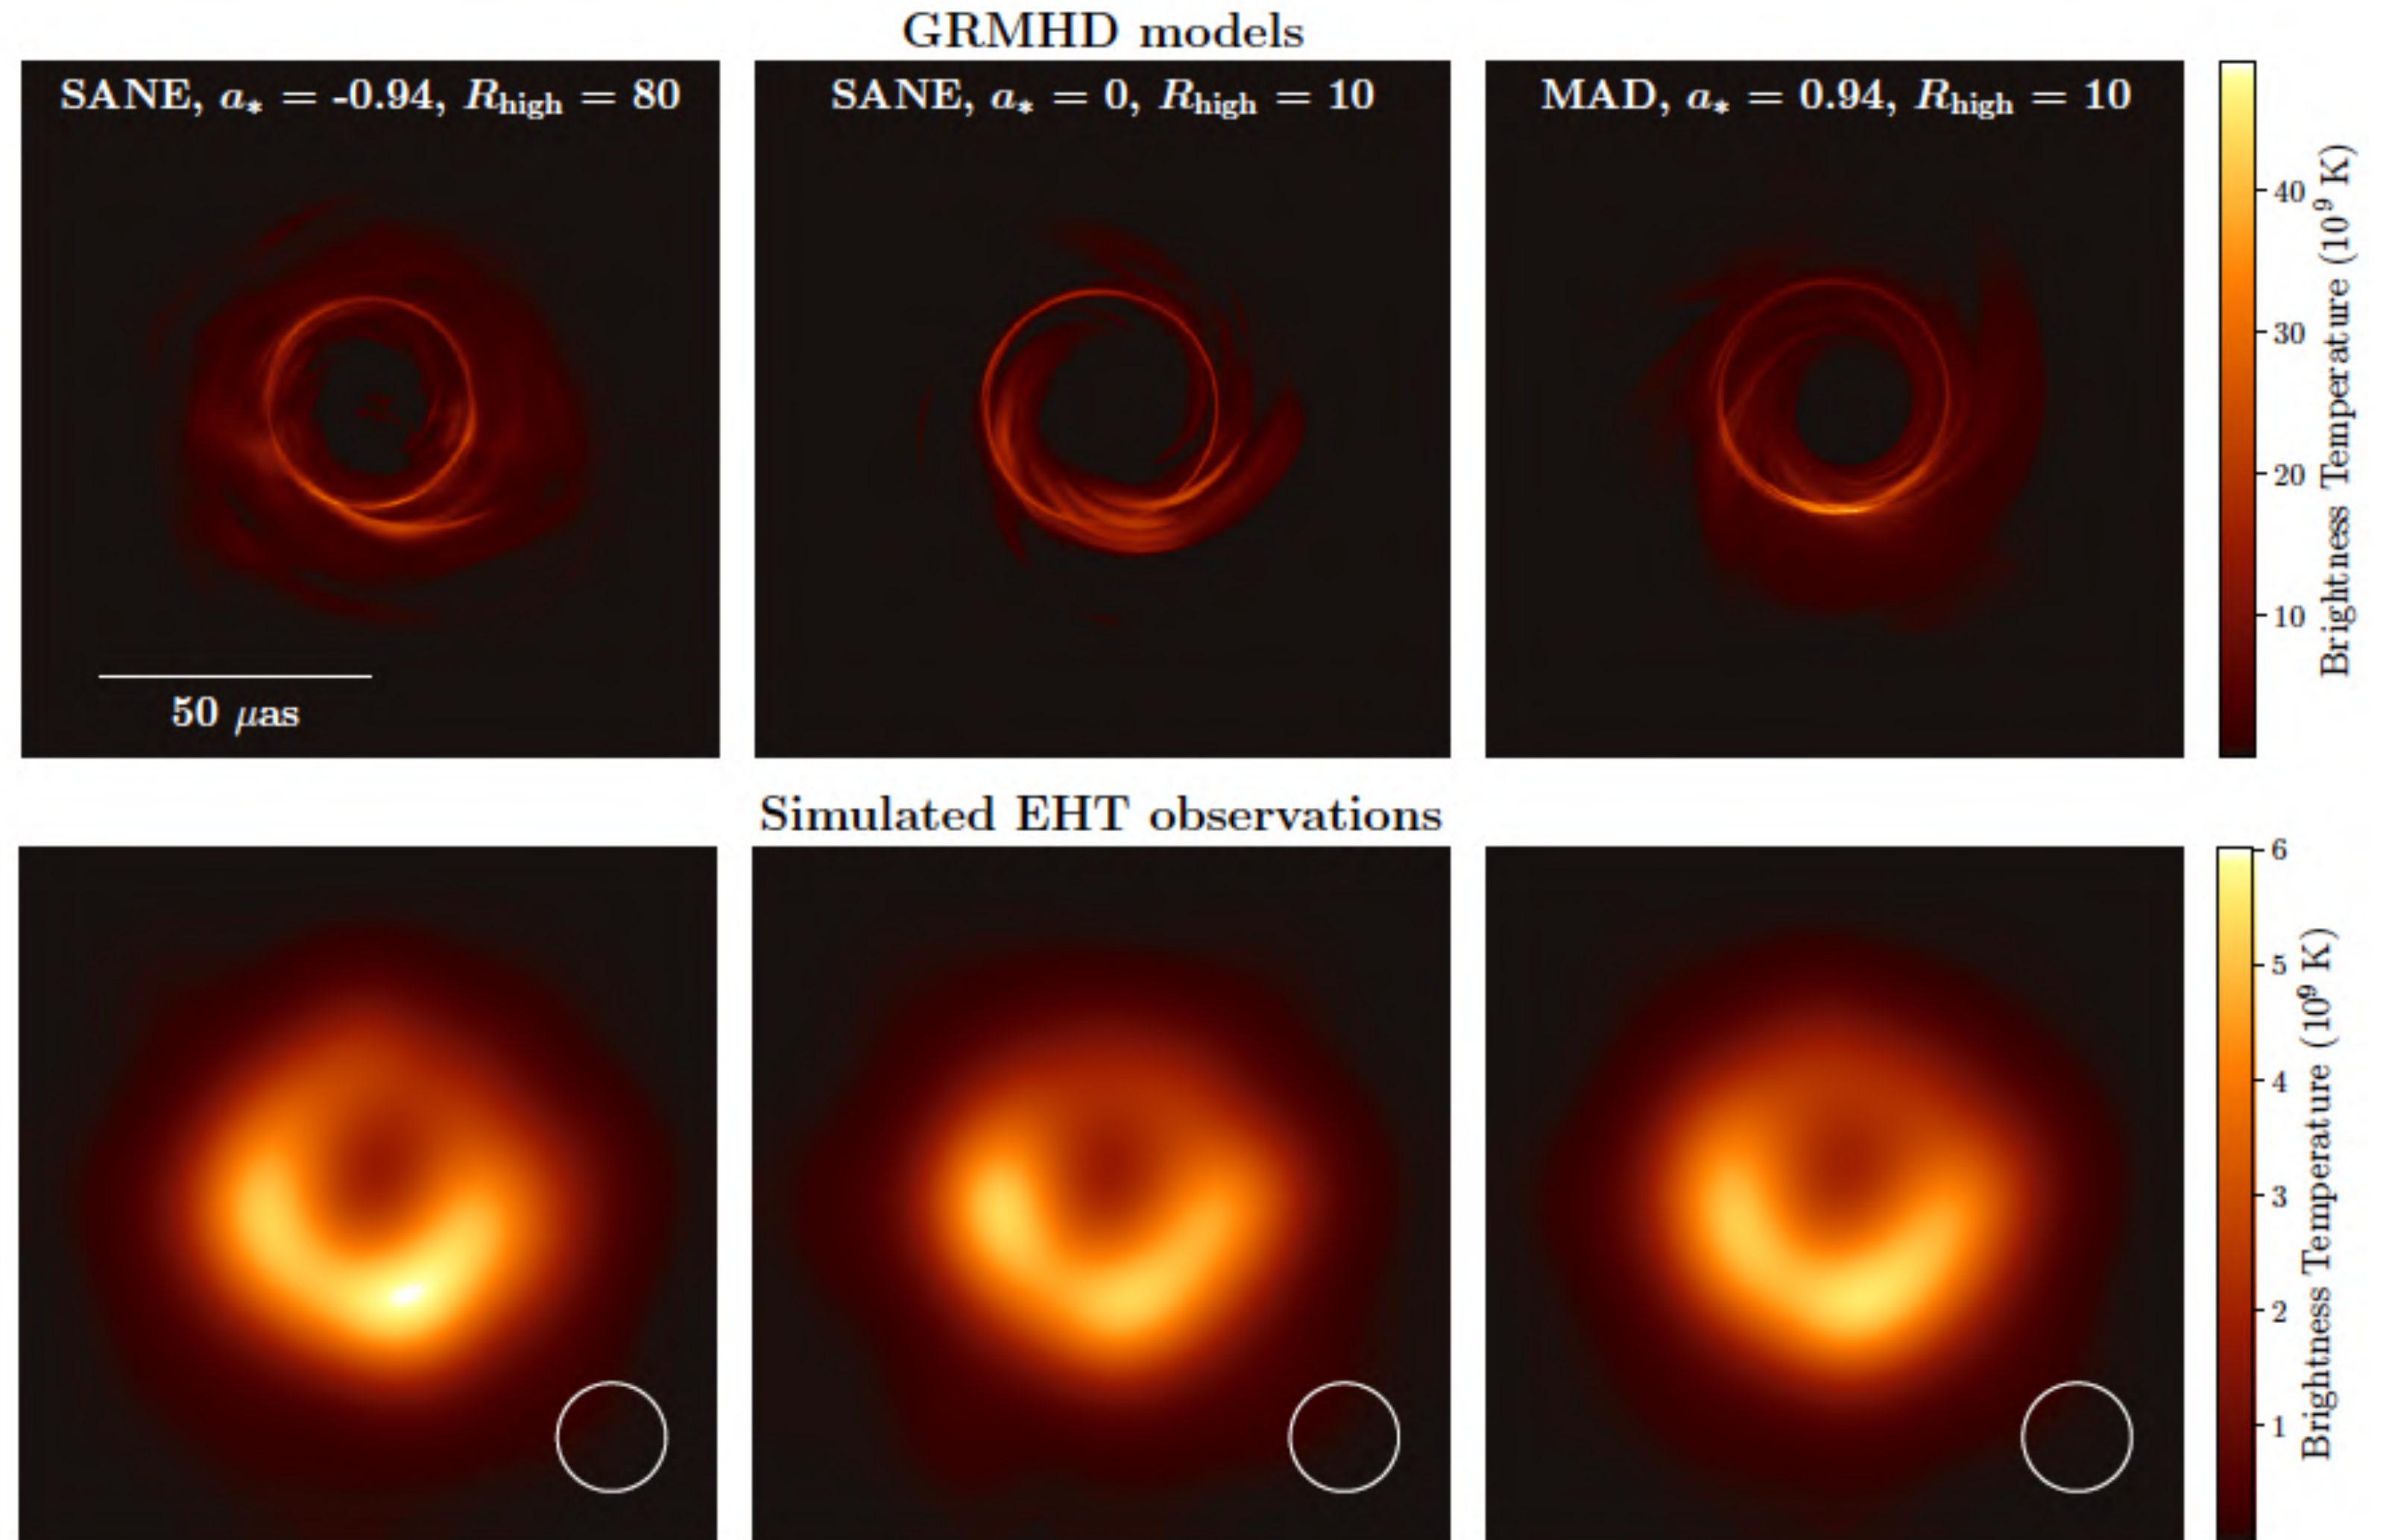 GRMHD models
SANE, a* = -0.94, Rhigh = 80
SANE, a* = 0, Rhigh = 10
MAD, a* = 0.94, Rhigh = 10
50 μas
40
30
20
10
Brightness Temperature (10⁹ K)
Simulated EHT observations
6
5
4
3
2
1
Brightness Temperature (10⁹ K)